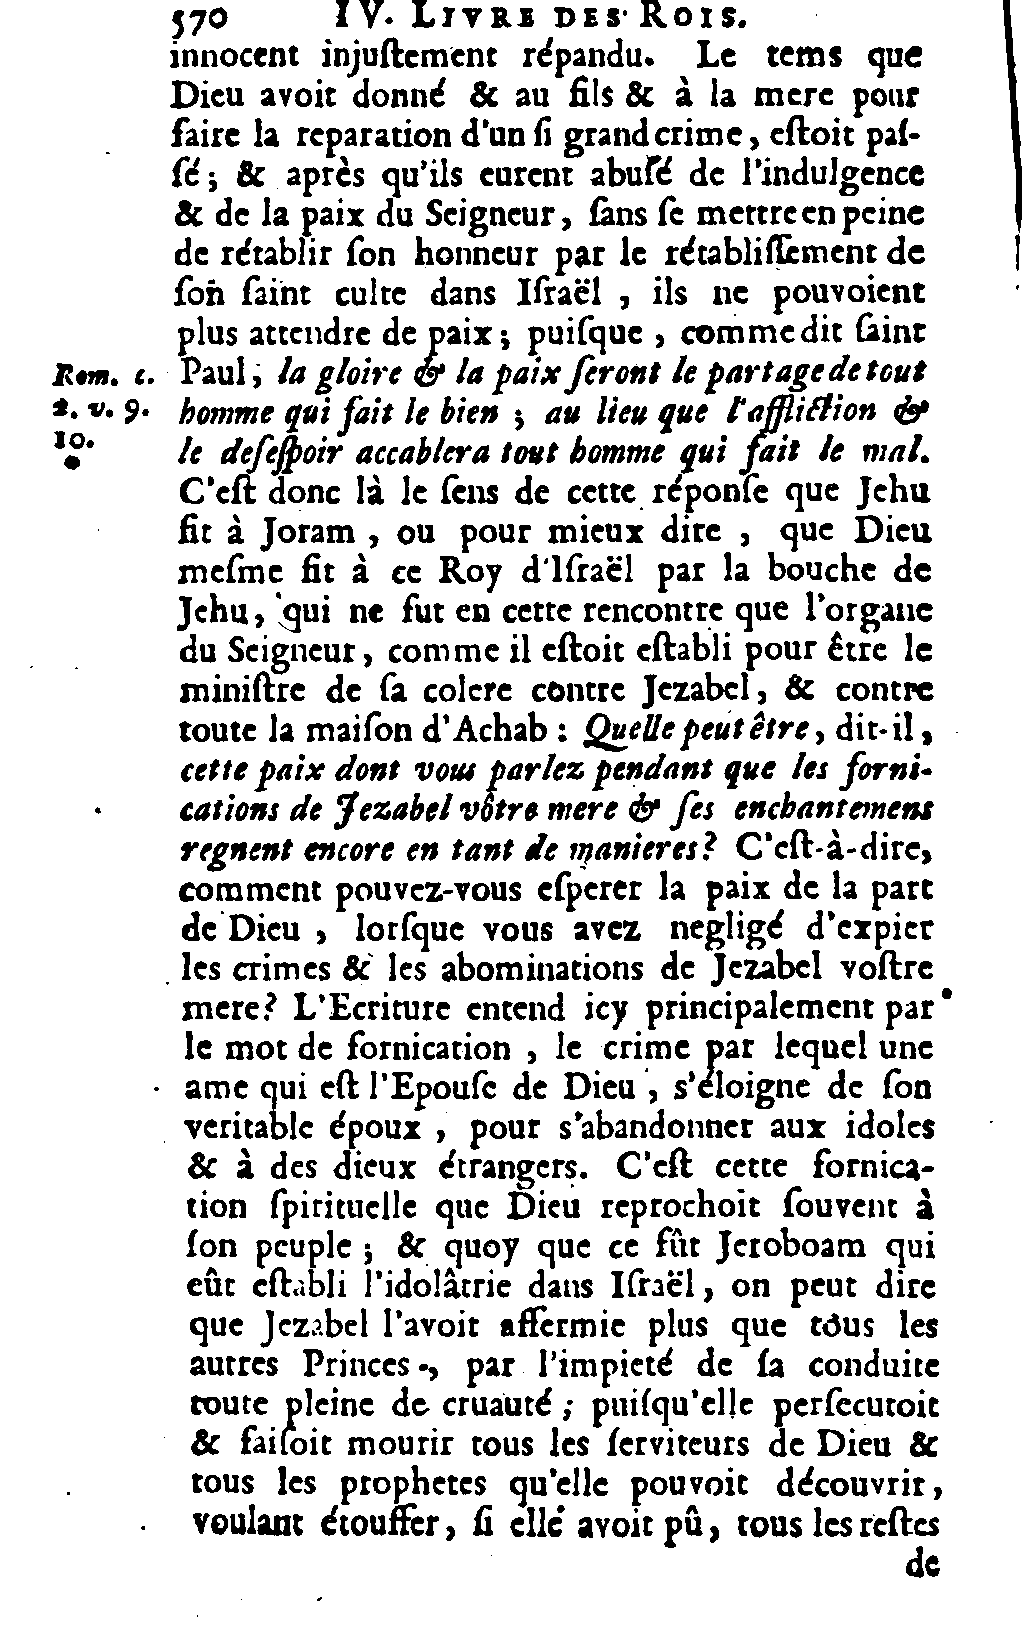 570 IV. LIVRE DES ROIS.
innocent injuſtement répandu. Le tems que
Dieu avoit donné & au fils & à la mere pour
faire la reparation d'un ſi grand crime, eſtoit paſ-
ſé; & après qu'ils eurent abuſé de l'indulgence
& de la paix du Seigneur, ſans ſe mettre en peine
de rétablir ſon honneur par le rétabliſſement de
ſon ſaint culte dans Iſraël, ils ne pouvoient
plus attendre de paix; puiſque, comme dit ſaint
Rom. c. Paul, la gloire & la paix ſeront le partage de tout
2. v. 9. homme qui fait le bien; au lieu que l'affliction &
10. le deſeſpoir accablera tout homme qui fait le mal.
C'eſt donc là le ſens de cette réponſe que Jehu
fit à Joram, ou pour mieux dire, que Dieu
meſme fit à ce Roy d'Iſraël par la bouche de
Jehu, qui ne fut en cette rencontre que l'organe
du Seigneur, comme il eſtoit eſtabli pour être le
miniſtre de ſa colere contre Jezabel, & contre
toute la maiſon d'Achab: Quelle peut être, dit-il,
cette paix dont vous parlez pendant que les forni-
cations de Jezabel vôtre mere & ſes enchantemens
regnent encore en tant de manieres? C'eſt-à-dire,
comment pouvez-vous eſperer la paix de la part
de Dieu, lorſque vous avez negligé d'expier
les crimes & les abominations de Jezabel voſtre
mere? L'Ecriture entend icy principalement par
le mot de fornication, le crime par lequel une
ame qui eſt l'Epouſe de Dieu, s'éloigne de ſon
veritable époux, pour s'abandonner aux idoles
& à des dieux étrangers. C'eſt cette fornica-
tion ſpirituelle que Dieu reprochoit ſouvent à
ſon peuple; & quoy que ce fût Jeroboam qui
eût eſtabli l'idolâtrie dans Iſraël, on peut dire
que Jezabel l'avoit affermie plus que tous les
autres Princes, par l'impieté de ſa conduite
toute pleine de cruauté; puiſqu'elle perſecutoit
& faiſoit mourir tous les ſerviteurs de Dieu &
tous les prophetes qu'elle pouvoit découvrir,
voulant étouffer, ſi elle avoit pû, tous les reſtes
de